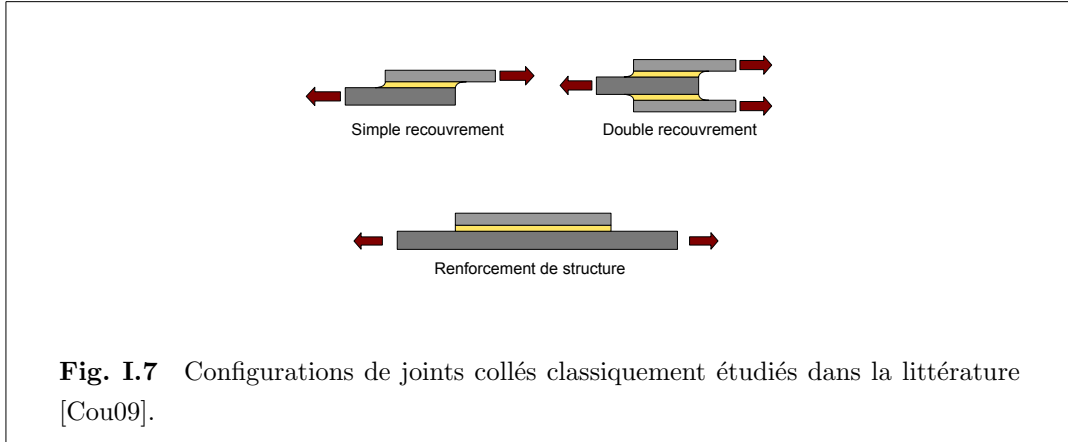 Simple recouvrement
Double recouvrement
Renforcement de structure
Fig. I.7 Configurations de joints collés classiquement étudiés dans la littérature
[Cou09].